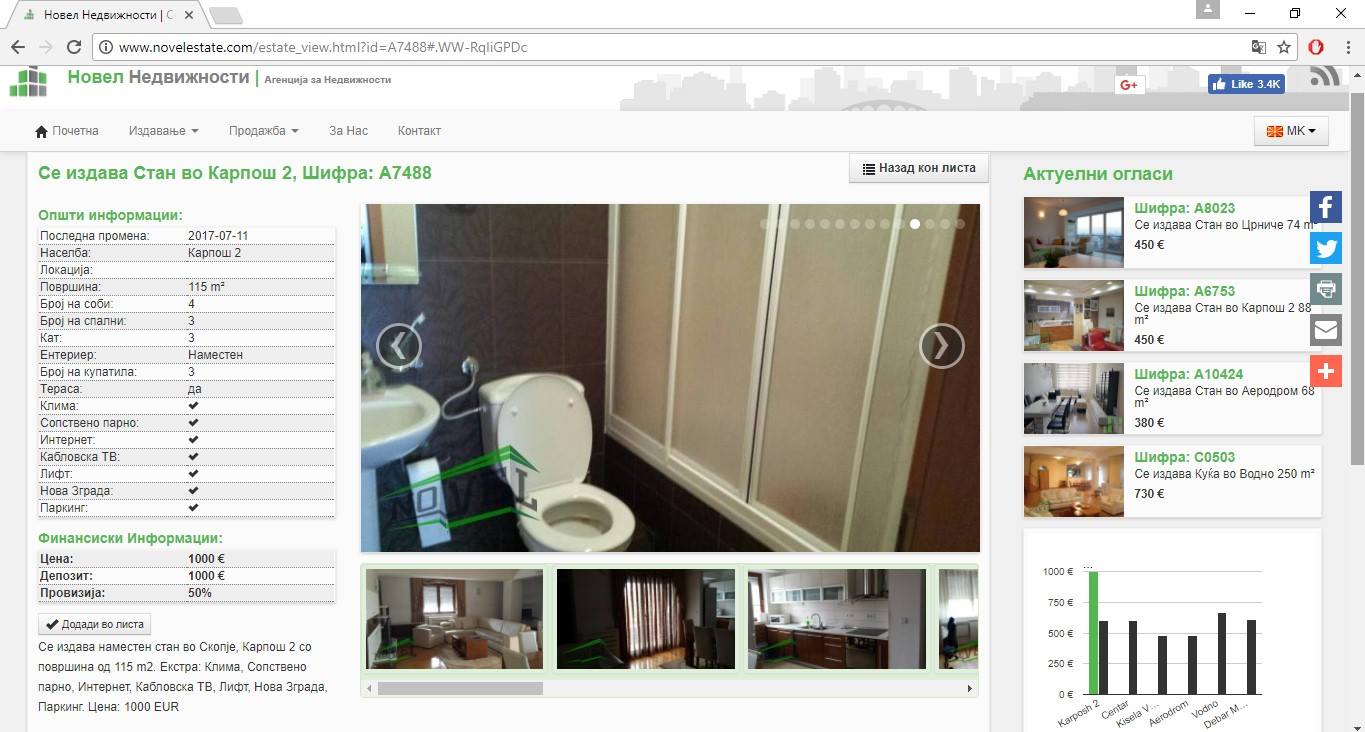 Новел Недвижности | С
www.novelestate.com/estate_view.html?id=A7488#.WW-RqIiGPDc
Новел Недвижности | Агенција за Недвижности
G+
Like 3.4K
Почетна
Издавање
Продажба
За Нас
Контакт
MK
Се издава Стан во Карпош 2, Шифра: A7488
Назад кон листа
Општи информации:
Последна промена: 2017-07-11
Населба: Карпош 2
Локација:
Површина: 115 m²
Број на соби: 4
Број на спални: 3
Кат: 3
Ентериер: Наместен
Број на купатила: 3
Тераса: да
Клима: ✔
Сопствено парно: ✔
Интернет: ✔
Кабловска ТВ: ✔
Лифт: ✔
Нова Зграда: ✔
Паркинг: ✔
Финансиски Информации:
Цена: 1000 €
Депозит: 1000 €
Провизија: 50%
Додади во листа
Се издава наместен стан во Скопје, Карпош 2 со
површина од 115 m2. Екстра: Клима, Сопствено
парно, Интернет, Кабловска ТВ, Лифт, Нова Зграда,
Паркинг. Цена: 1000 EUR
Актуелни огласи
Шифра: A8023
Се издава Стан во Црниче 74 m²
450 €
Шифра: A6753
Се издава Стан во Карпош 2 88
m²
450 €
Шифра: A10424
Се издава Стан во Аеродром 68
m²
380 €
Шифра: C0503
Се издава Куќа во Водно 250 m²
730 €
...
1000 €
750 €
500 €
250 €
0 €
Karposh 2
Centar
Kisela V…
Aerodrom
Vodno
Debar M…